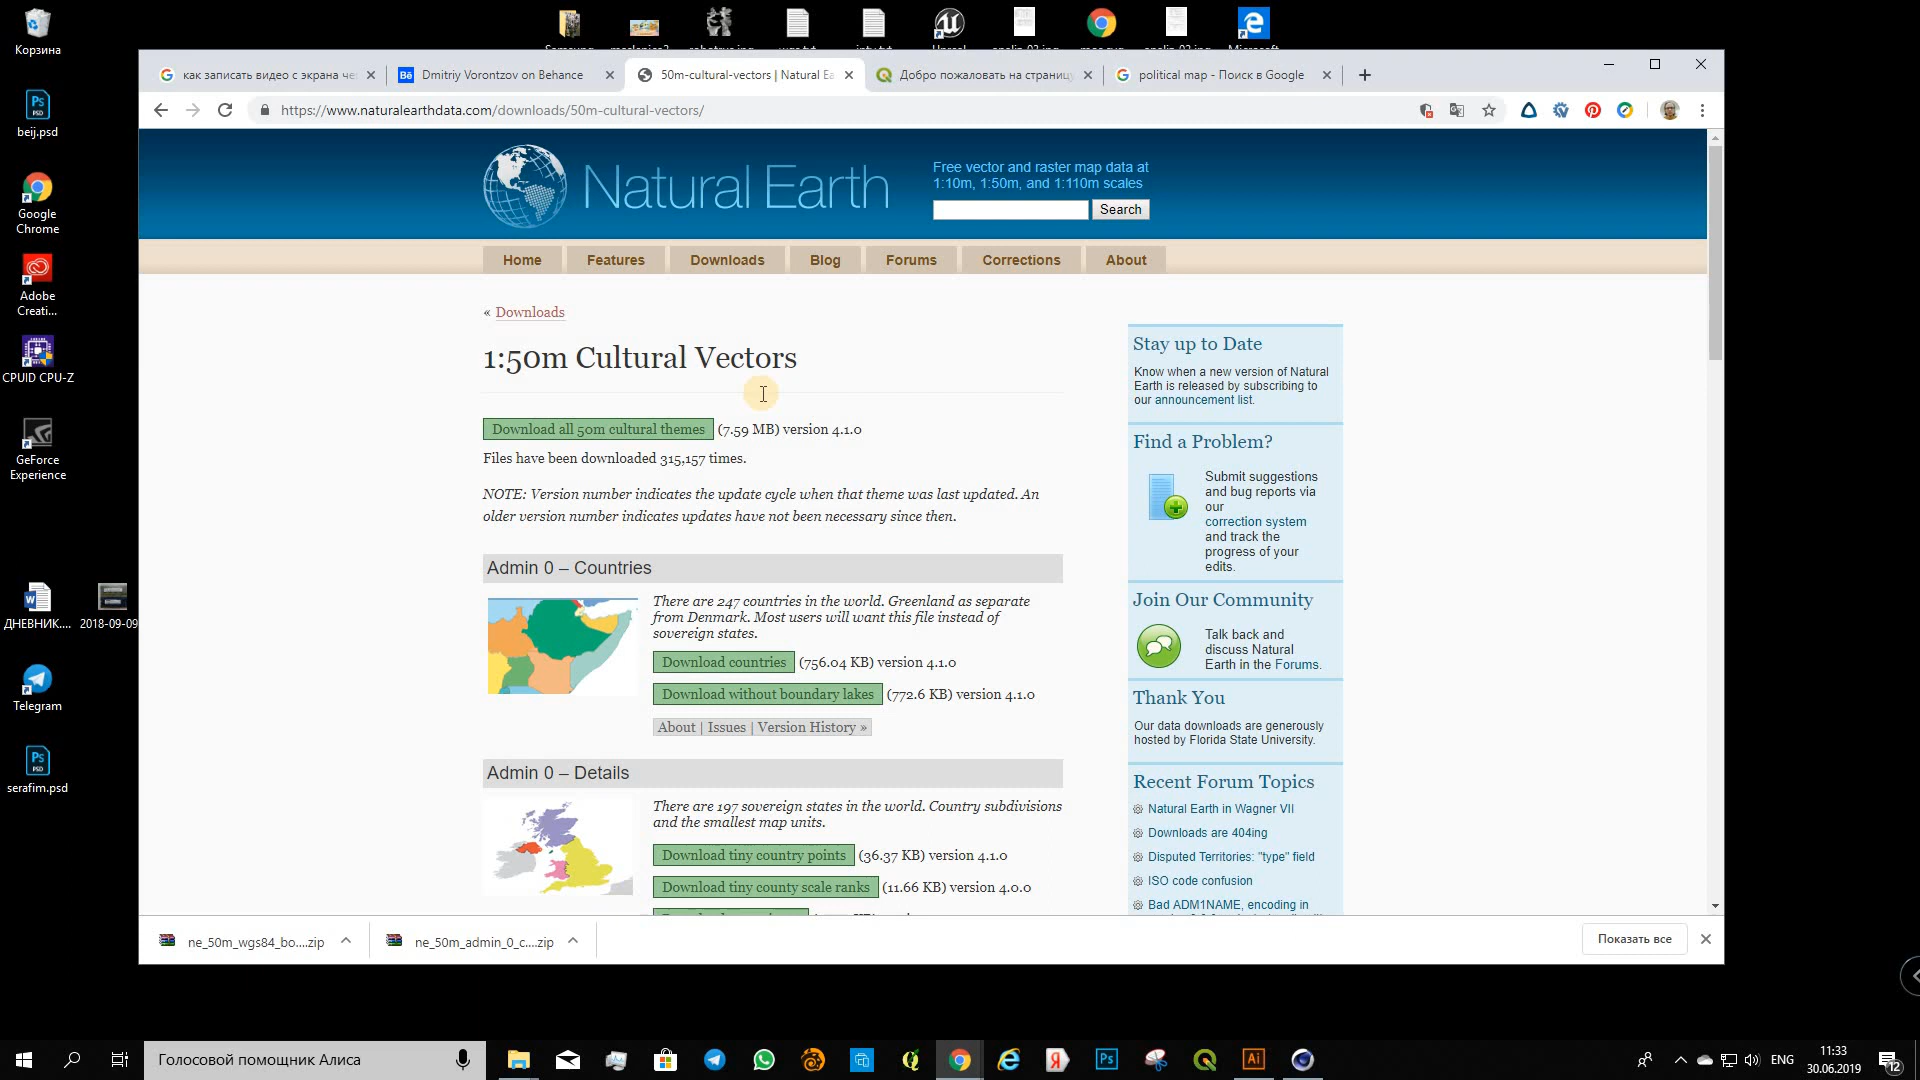 Корзина
beij.psd
Google
Chrome
Adobe
Creati...
CPUID CPU-Z
GeForce
Experience
ДНЕВНИК....
2018-09-09
Telegram
serafim.psd
как записать видео с экрана че
Dmitriy Vorontzov on Behance
50m-cultural-vectors | Natural Ea
Добро пожаловать на страницу
political map - Поиск в Google
https://www.naturalearthdata.com/downloads/50m-cultural-vectors/
Natural Earth
Free vector and raster map data at
1:10m, 1:50m, and 1:110m scales
Search
Home
Features
Downloads
Blog
Forums
Corrections
About
« Downloads
1:50m Cultural Vectors
Download all 50m cultural themes (7.59 MB) version 4.1.0
Files have been downloaded 315,157 times.
NOTE: Version number indicates the update cycle when that theme was last updated. An
older version number indicates updates have not been necessary since then.
Admin 0 – Countries
There are 247 countries in the world. Greenland as separate
from Denmark. Most users will want this file instead of
sovereign states.
Download countries (756.04 KB) version 4.1.0
Download without boundary lakes (772.6 KB) version 4.1.0
About | Issues | Version History »
Admin 0 – Details
There are 197 sovereign states in the world. Country subdivisions
and the smallest map units.
Download tiny country points (36.37 KB) version 4.1.0
Download tiny county scale ranks (11.66 KB) version 4.0.0
Stay up to Date
Know when a new version of Natural
Earth is released by subscribing to
our announcement list.
Find a Problem?
Submit suggestions
and bug reports via
our
correction system
and track the
progress of your
edits.
Join Our Community
Talk back and
discuss Natural
Earth in the Forums.
Thank You
Our data downloads are generously
hosted by Florida State University.
Recent Forum Topics
Natural Earth in Wagner VII
Downloads are 404ing
Disputed Territories: "type" field
ISO code confusion
Bad ADM1NAME, encoding in
ne_50m_wgs84_bo....zip
ne_50m_admin_0_c....zip
Показать все
Голосовой помощник Алиса
ENG
11:33
30.06.2019
12